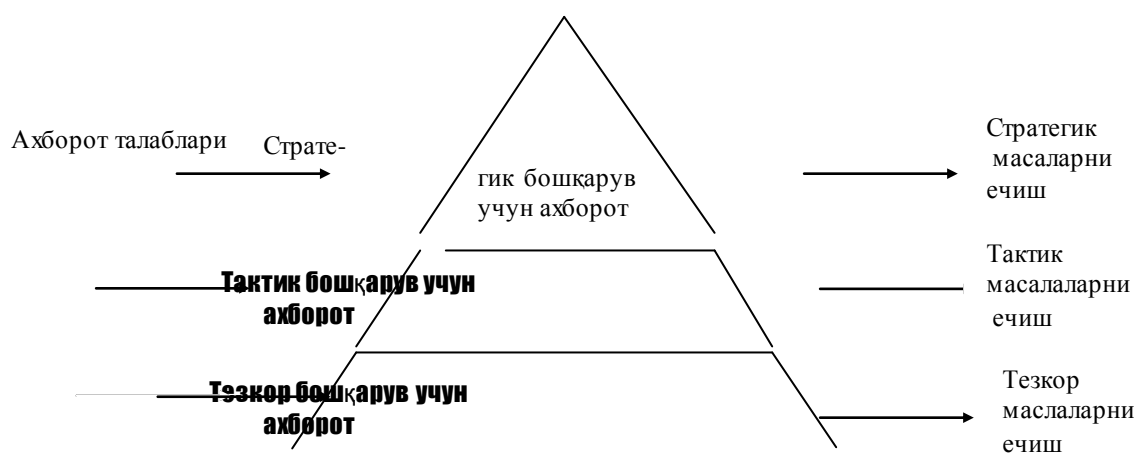 Ахборот талаблари
Страте-
гик бошқарув
учун ахборот
Стратегик
масаларни
ечиш
Тактик бошқарув учун
ахборот
Тактик
масалаларни
ечиш
Тезкор бошқарув учун
ахборот
Тезкор
маслаларни
ечиш